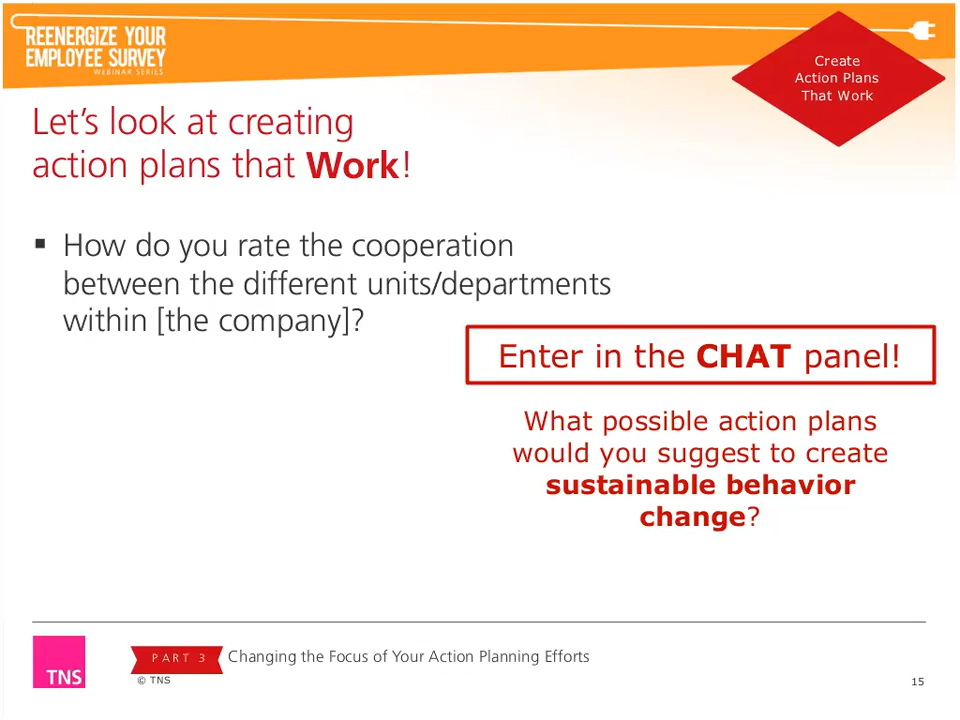 REENERGIZE YOUR
EMPLOYEE SURVEY
WEBINAR SERIES
Create
Action Plans
That Work
Let’s look at creating
action plans that Work!
▪ How do you rate the cooperation
between the different units/departments
within [the company]?
Enter in the CHAT panel!
What possible action plans
would you suggest to create
sustainable behavior
change?
TNS
PART 3
Changing the Focus of Your Action Planning Efforts
© TNS
15